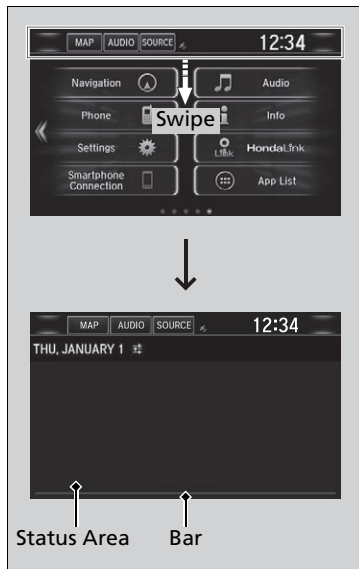 MAP AUDIO SOURCE 12:34
Navigation Audio
Phone Swipe Info
Settings Link HondaLink
Smartphone
Connection App List
MAP AUDIO SOURCE 12:34
THU, JANUARY 1
Status Area Bar